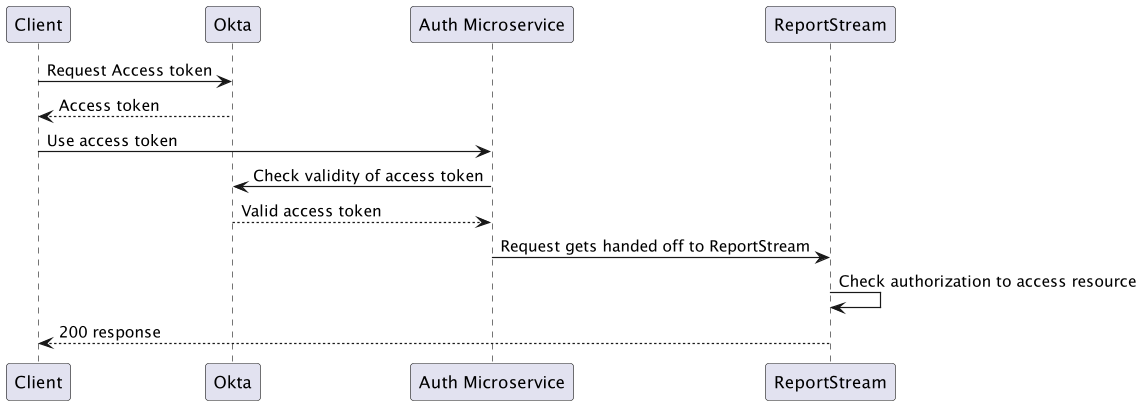 Client
Okta
Auth Microservice
ReportStream
Request Access token
Access token
Use access token
Check validity of access token
Valid access token
Request gets handed off to ReportStream
Check authorization to access resource
200 response
Client
Okta
Auth Microservice
ReportStream